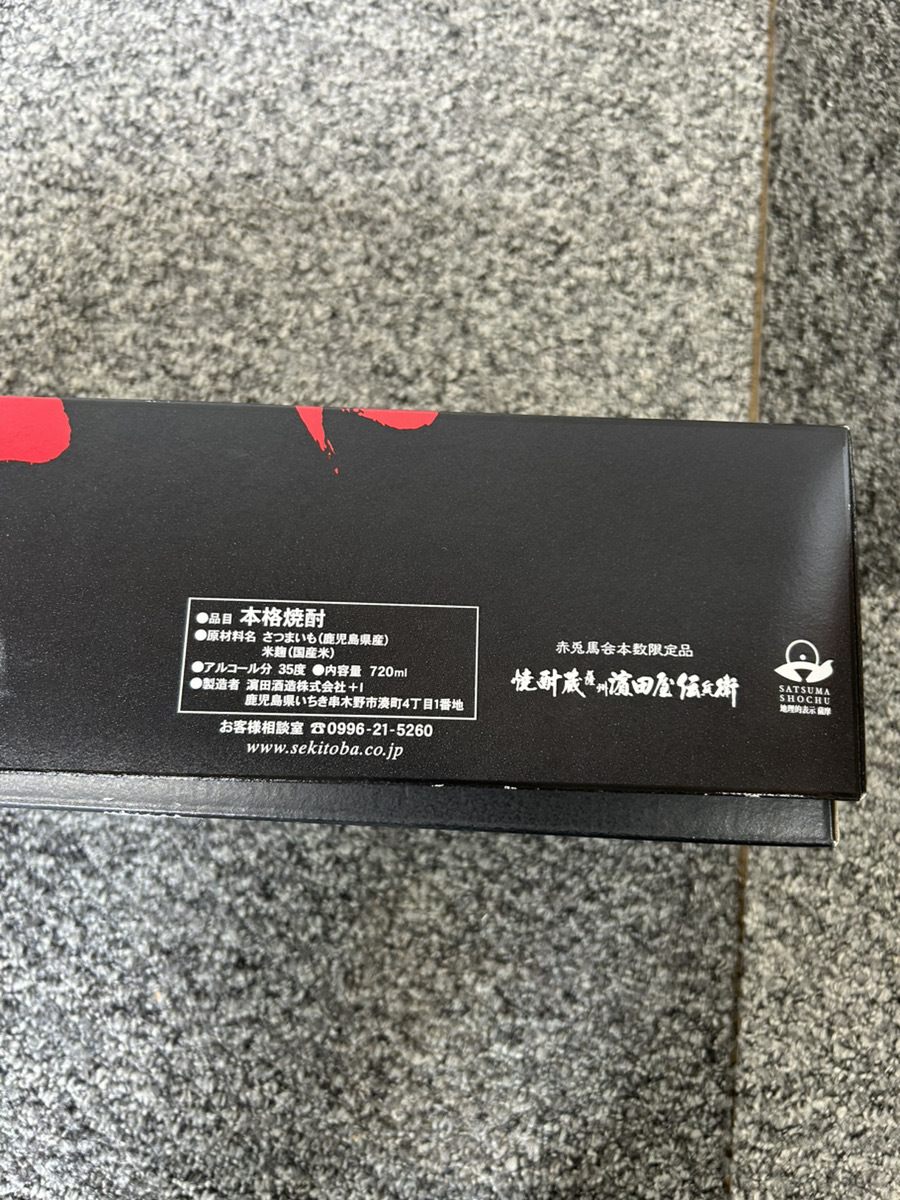 ●品目 本格焼酎
●原材料名 さつまいも(鹿児島県産)
米麹(国産米)
●アルコール分 35度 ●内容量 720ml
●製造者 濵田酒造株式会社+I
鹿児島県いちき串木野市湊町4丁目1番地
お客様相談室 ☎0996-21-5260
www.sekitoba.co.jp
赤兎馬会本数限定品
焼酎蔵 薩州 濵田屋伝兵衛
SATSUMA
SHOCHU
地理的表示 薩摩